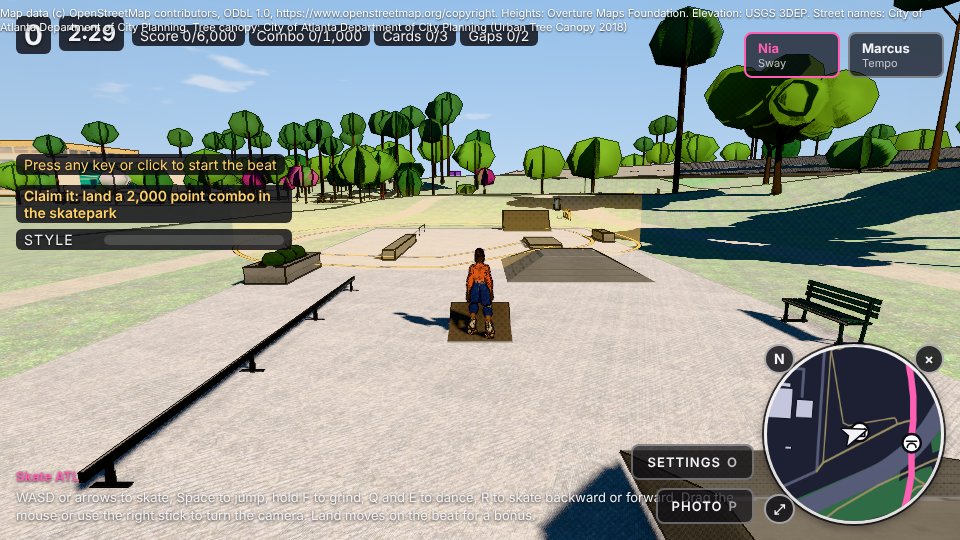 Map data (c) OpenStreetMap contributors, ODbL 1.0, https://www.openstreetmap.org/copyright. Heights: Overture Maps Foundation. Elevation: USGS 3DEP. Street names: City of
Atlanta Department of City Planning. Tree canopy: City of Atlanta Department of City Planning (Urban Tree Canopy 2018)
0 2:29 Score 0/6,000 Combo 0/1,000 Cards 0/3 Gaps 0/2
Nia
Sway
Marcus
Tempo
Press any key or click to start the beat
Claim it: land a 2,000 point combo in
the skatepark
STYLE
N ×
SETTINGS O
PHOTO P
Skate ATL
WASD or arrows to skate, Space to jump, hold F to grind, Q and E to dance, R to skate backward or forward. Drag the
mouse or use the right stick to turn the camera. Land moves on the beat for a bonus.